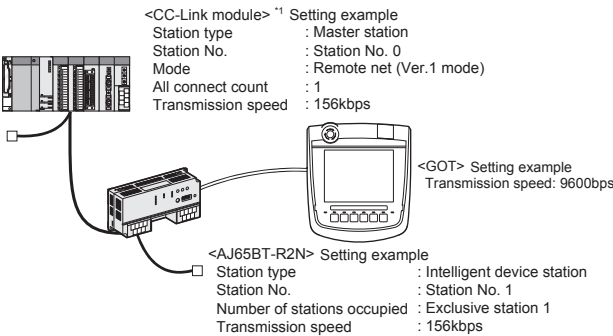 <CC-Link module> *1 Setting example
Station type : Master station
Station No. : Station No. 0
Mode : Remote net (Ver.1 mode)
All connect count : 1
Transmission speed : 156kbps
<GOT> Setting example
Transmission speed: 9600bps
<AJ65BT-R2N> Setting example
Station type : Intelligent device station
Station No. : Station No. 1
Number of stations occupied : Exclusive station 1
Transmission speed : 156kbps